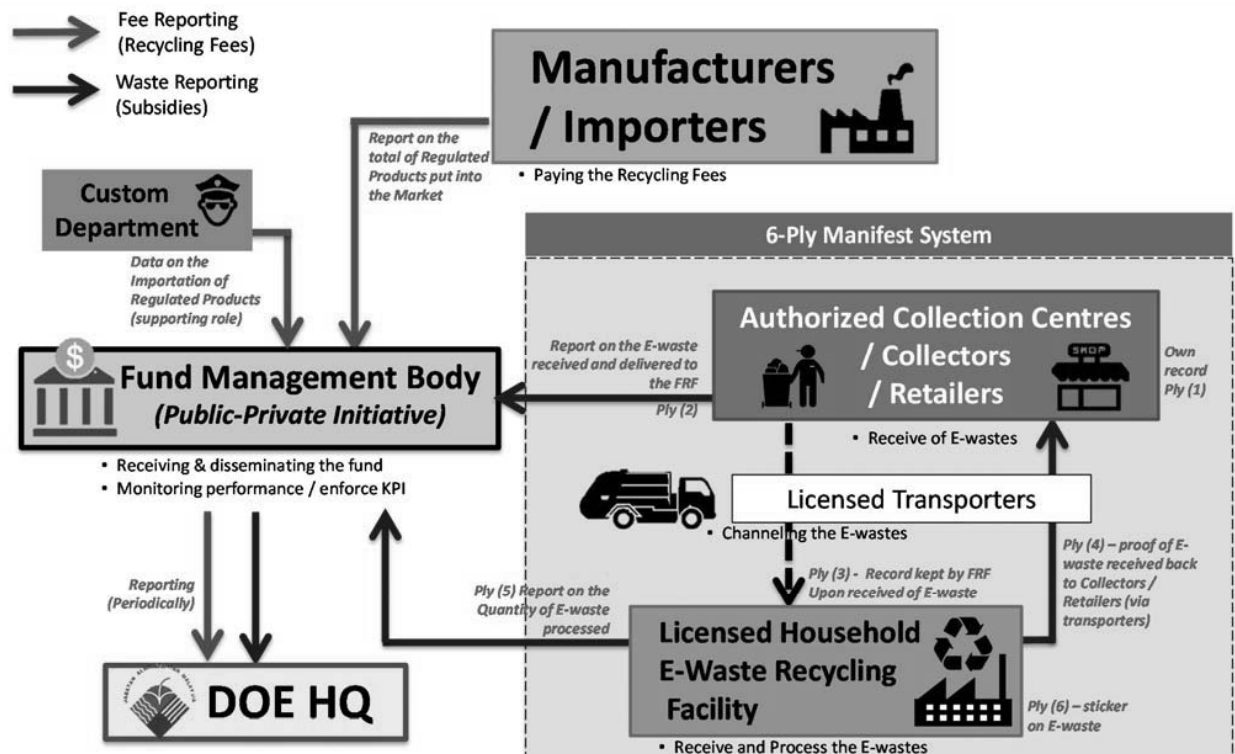 Fee Reporting
(Recycling Fees)
Waste Reporting
(Subsidies)
Manufacturers
/ Importers
• Paying the Recycling Fees
Report on the
total of Regulated
Products put into
the Market
Custom
Department
Data on the
Importation of
Regulated Products
(supporting role)
6-Ply Manifest System
Authorized Collection Centres
/ Collectors
/ Retailers
SHOP
• Receive of E-wastes
Own
record
Ply (1)
Report on the E-waste
received and delivered to
the FRF
Ply (2)
$
Fund Management Body
(Public-Private Initiative)
• Receiving & disseminating the fund
• Monitoring performance / enforce KPI
Licensed Transporters
• Channeling the E-wastes
Ply (3) - Record kept by FRF
Upon received of E-waste
Ply (4) – proof of E-
waste received back
to Collectors /
Retailers (via
transporters)
Reporting
(Periodically)
Ply (5) Report on the
Quantity of E-waste
processed
Licensed Household
E-Waste Recycling
Facility
• Receive and Process the E-wastes
Ply (6) – sticker
on E-waste
DOE HQ